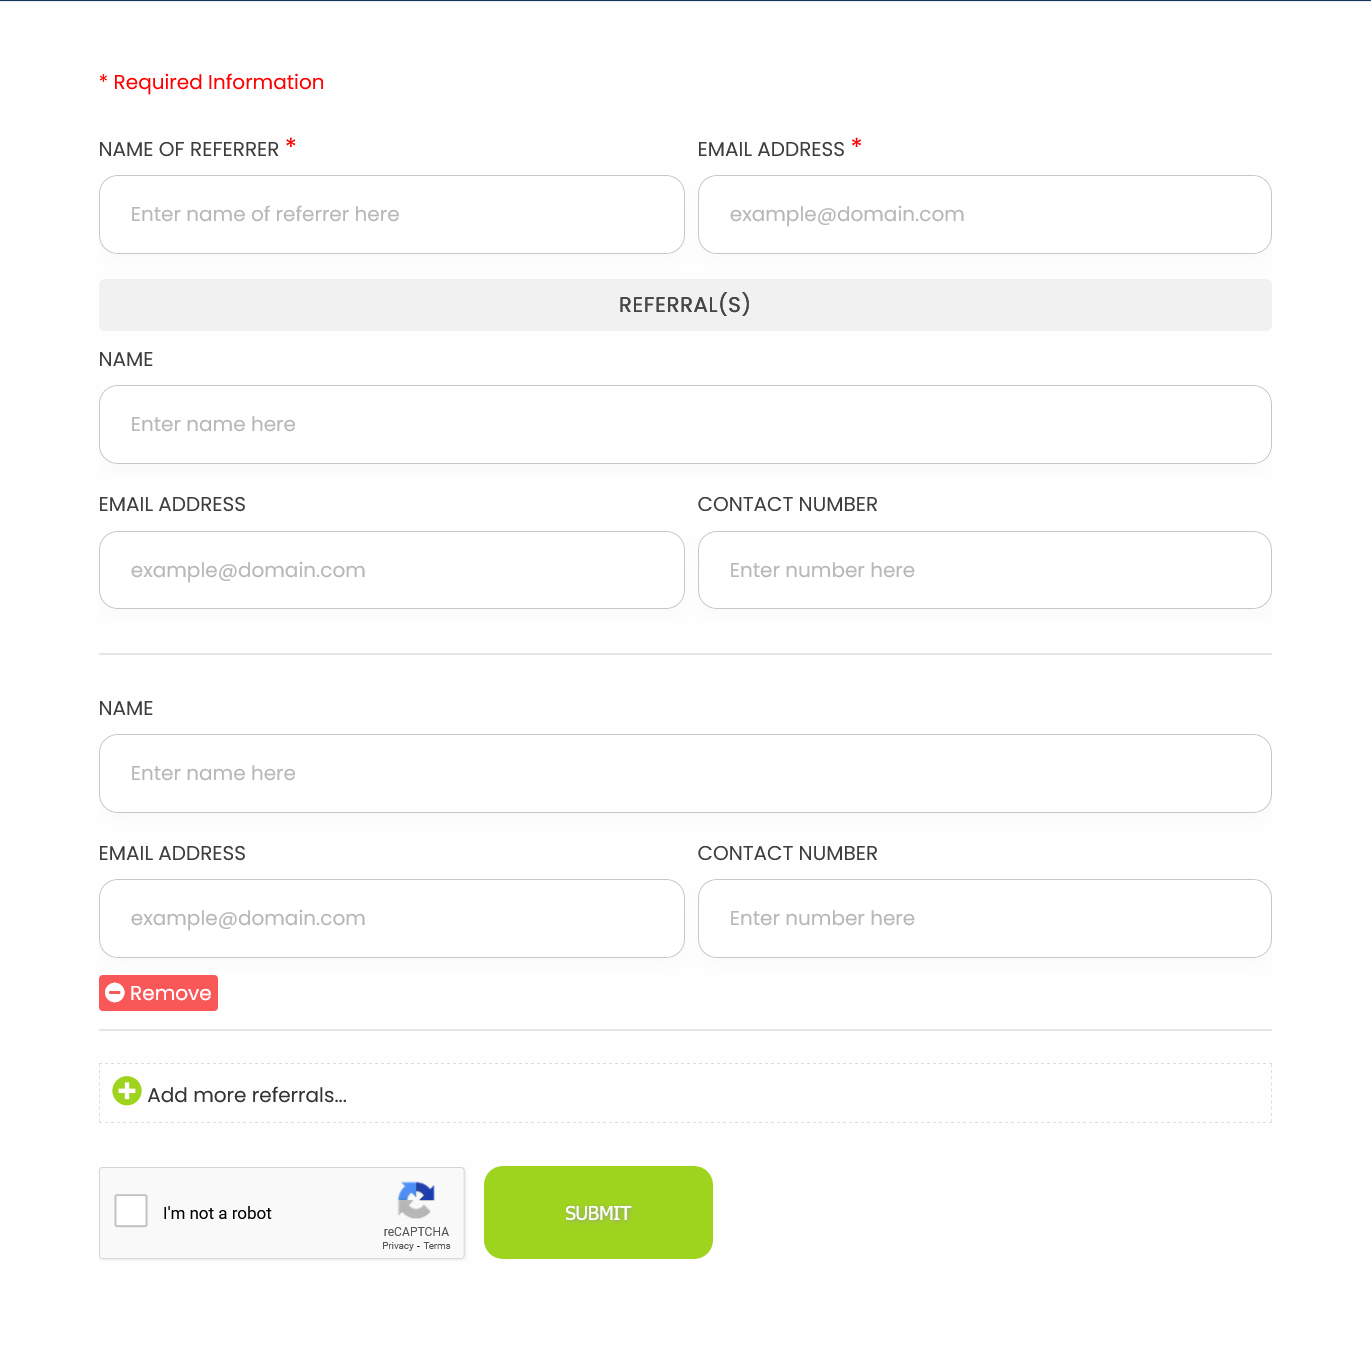 * Required Information
NAME OF REFERRER * EMAIL ADDRESS *
Enter name of referrer here example@domain.com
REFERRAL(S)
NAME
Enter name here
EMAIL ADDRESS CONTACT NUMBER
example@domain.com Enter number here
NAME
Enter name here
EMAIL ADDRESS CONTACT NUMBER
example@domain.com Enter number here
Remove
Add more referrals...
I'm not a robot
reCAPTCHA
Privacy - Terms
SUBMIT